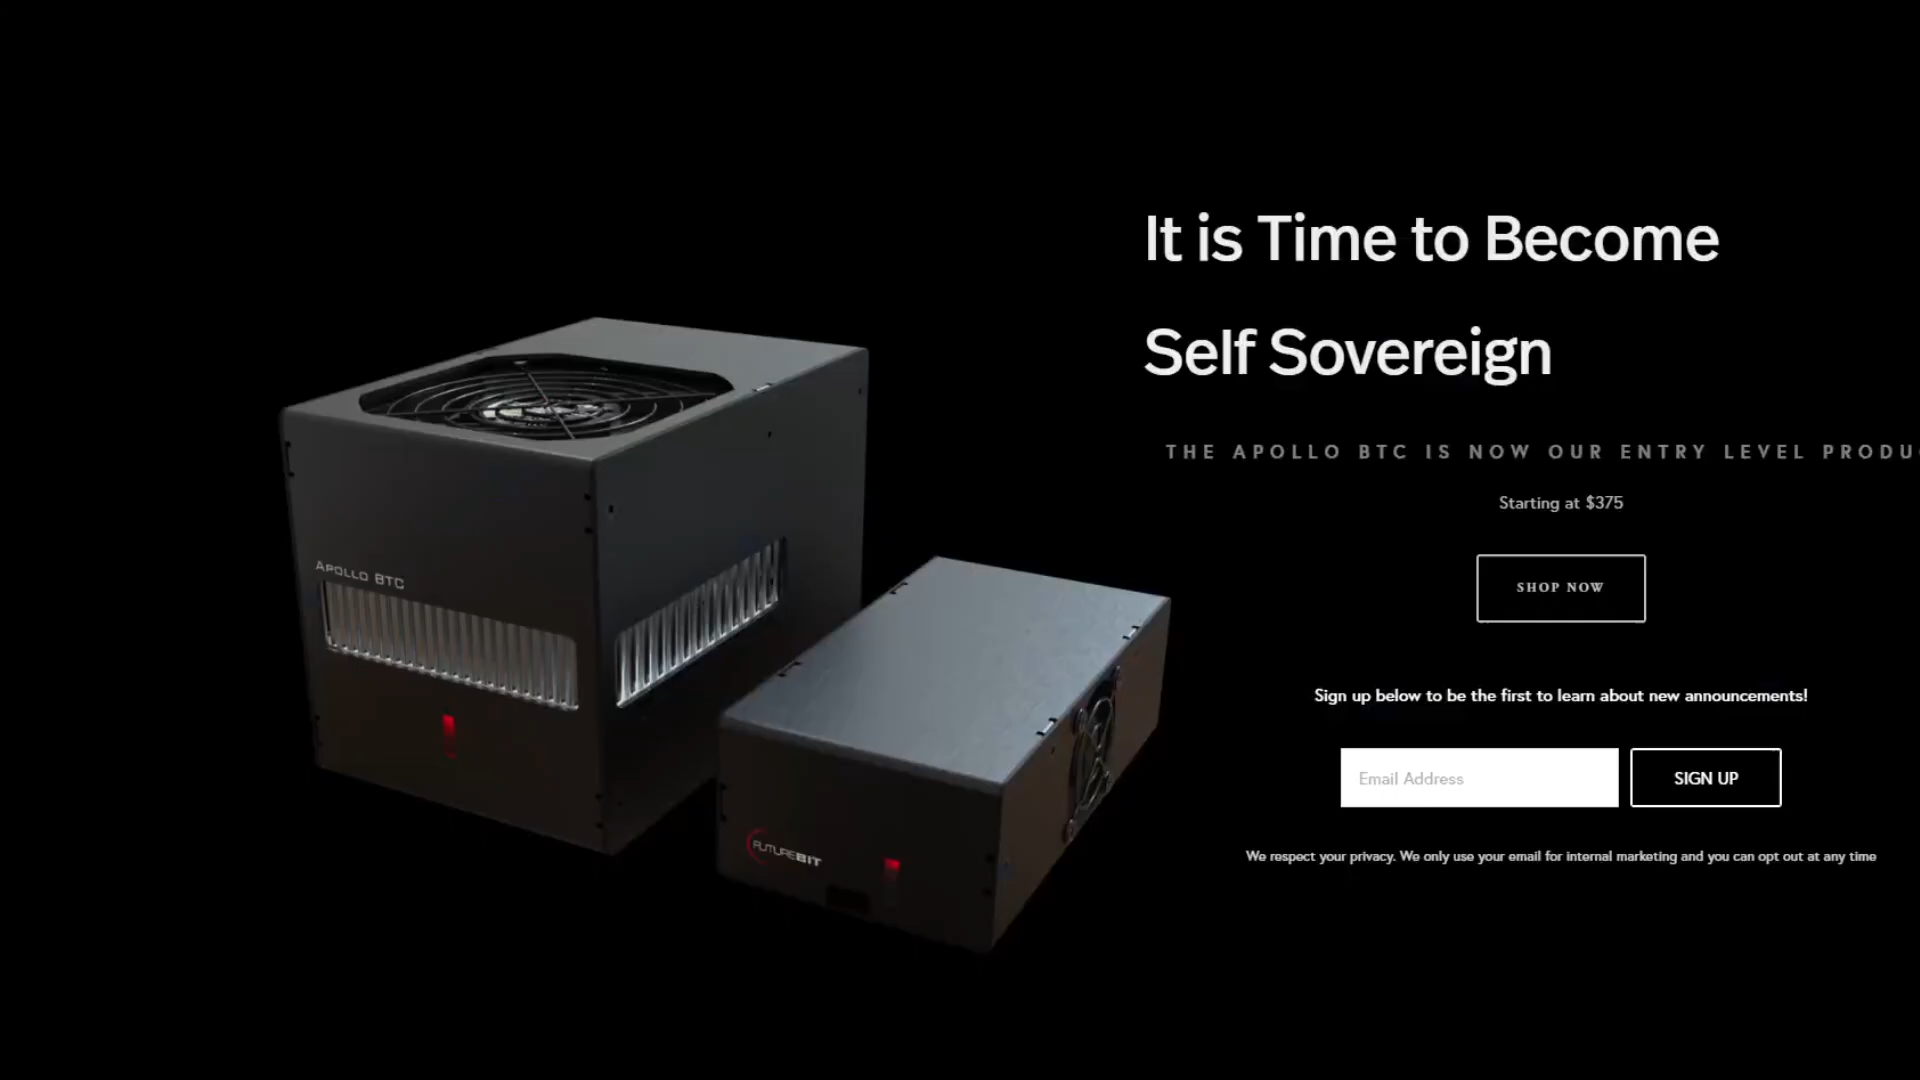 It is Time to Become
Self Sovereign
THE APOLLO BTC IS NOW OUR ENTRY LEVEL
Starting at $375
SHOP NOW
Sign up below to be the first to learn about new announcements!
Email Address
SIGN UP
We respect your privacy. We only use your email for internal marketing and you can opt out at any time
APOLLO BTC
FUTUREBIT